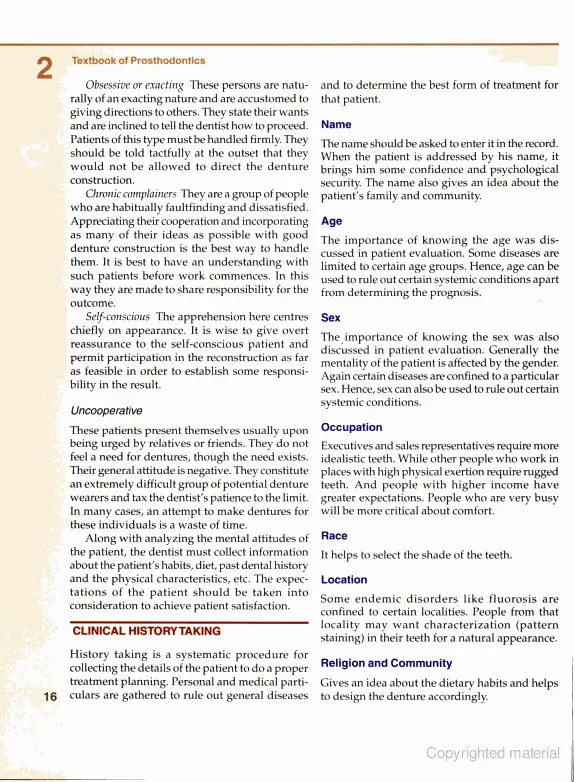 2
Textbook of Prosthodontics
Obsessive or exacting These persons are natu-
rally of an exacting nature and are accustomed to
giving directions to others. They state their wants
and are inclined to tell the dentist how to proceed.
Patients of this type must be handled firmly. They
should be told tactfully at the outset that they
would not be allowed to direct the denture
construction.
Chronic complainers They are a group of people
who are habitually faultfinding and dissatisfied.
Appreciating their cooperation and incorporating
as many of their ideas as possible with good
denture construction is the best way to handle
them. It is best to have an understanding with
such patients before work commences. In this
way they are made to share responsibility for the
outcome.
Self-conscious The apprehension here centres
chiefly on appearance. It is wise to give overt
reassurance to the self-conscious patient and
permit participation in the reconstruction as far
as feasible in order to establish some responsi-
bility in the result.
Uncooperative
These patients present themselves usually upon
being urged by relatives or friends. They do not
feel a need for dentures, though the need exists.
Their general attitude is negative. They constitute
an extremely difficult group of potential denture
wearers and tax the dentist's patience to the limit.
In many cases, an attempt to make dentures for
these individuals is a waste of time.
Along with analyzing the mental attitudes of
the patient, the dentist must collect information
about the patient's habits, diet, past dental history
and the physical characteristics, etc. The expec-
tations of the patient should be taken into
consideration to achieve patient satisfaction.
CLINICAL HISTORY TAKING
History taking is a systematic procedure for
collecting the details of the patient to do a proper
treatment planning. Personal and medical parti-
culars are gathered to rule out general diseases
16
and to determine the best form of treatment for
that patient.
Name
The name should be asked to enter it in the record.
When the patient is addressed by his name, it
brings him some confidence and psychological
security. The name also gives an idea about the
patient's family and community.
Age
The importance of knowing the age was dis-
cussed in patient evaluation. Some diseases are
limited to certain age groups. Hence, age can be
used to rule out certain systemic conditions apart
from determining the prognosis.
Sex
The importance of knowing the sex was also
discussed in patient evaluation. Generally the
mentality of the patient is affected by the gender.
Again certain diseases are confined to a particular
sex. Hence, sex can also be used to rule out certain
systemic conditions.
Occupation
Executives and sales representatives require more
idealistic teeth. While other people who work in
places with high physical exertion require rugged
teeth. And people with higher income have
greater expectations. People who are very busy
will be more critical about comfort.
Race
It helps to select the shade of the teeth.
Location
Some endemic disorders like fluorosis are
confined to certain localities. People from that
locality may want characterization (pattern
staining) in their teeth for a natural appearance.
Religion and Community
Gives an idea about the dietary habits and helps
to design the denture accordingly.
Copyrighted material